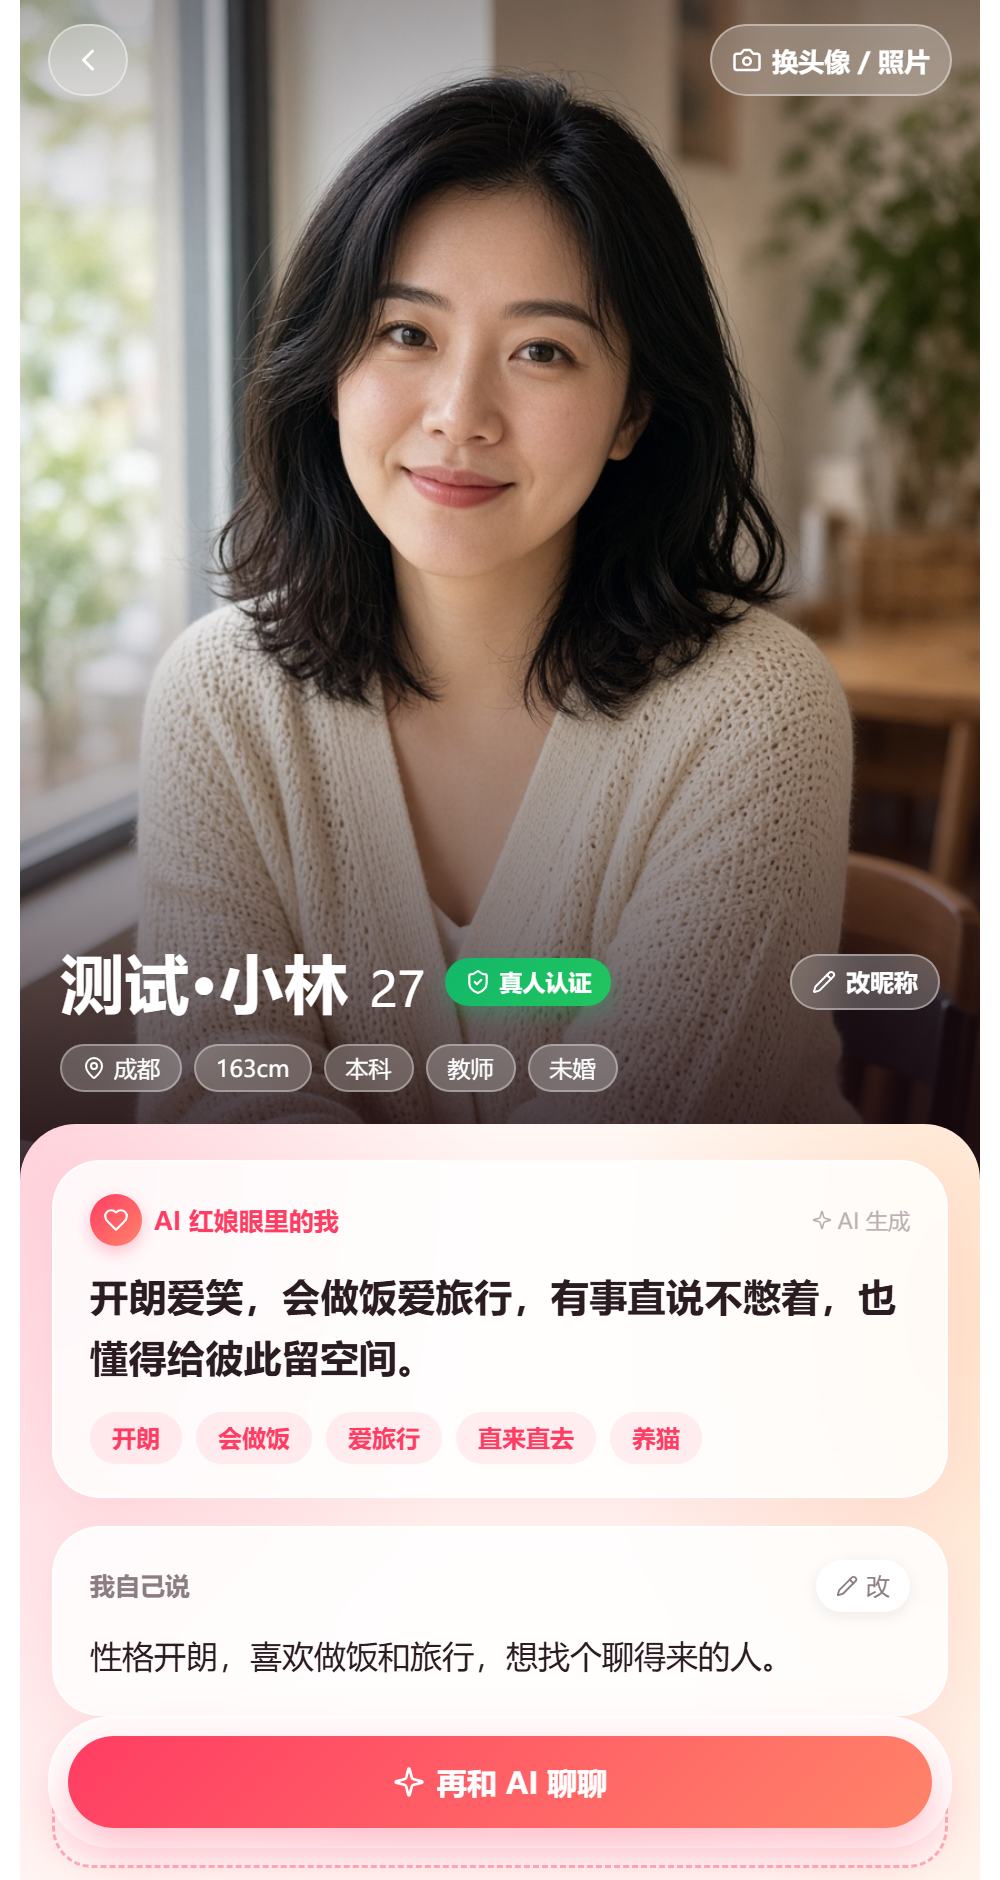 换头像 / 照片
测试•小林 27 真人认证 改昵称
成都 163cm 本科 教师 未婚
AI 红娘眼里的我 AI 生成
开朗爱笑，会做饭爱旅行，有事直说不憋着，也
懂得给彼此留空间。
开朗 会做饭 爱旅行 直来直去 养猫
我自己说 改
性格开朗，喜欢做饭和旅行，想找个聊得来的人。
再和 AI 聊聊